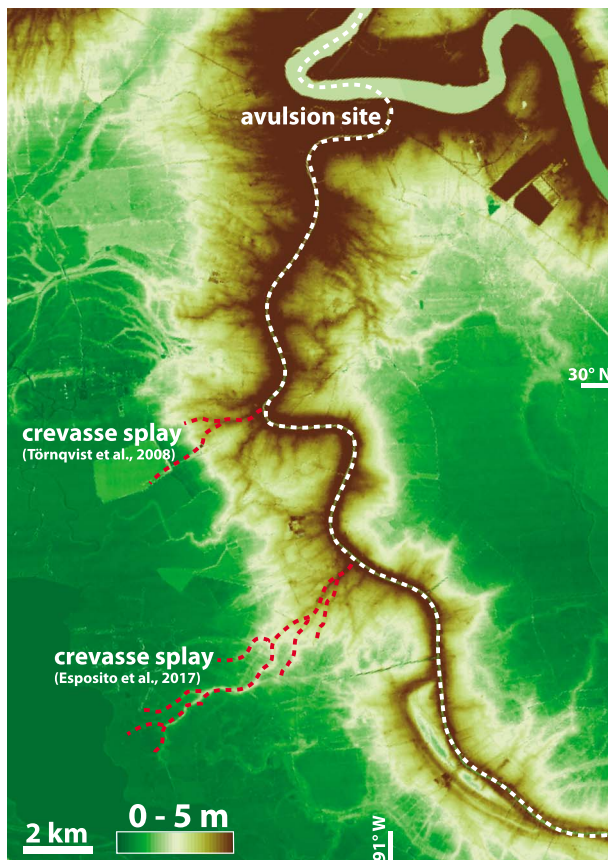 avulsion site
30° N
crevasse splay
(Törnqvist et al., 2008)
crevasse splay
(Esposito et al., 2017)
0 - 5 m
2 km
91° W